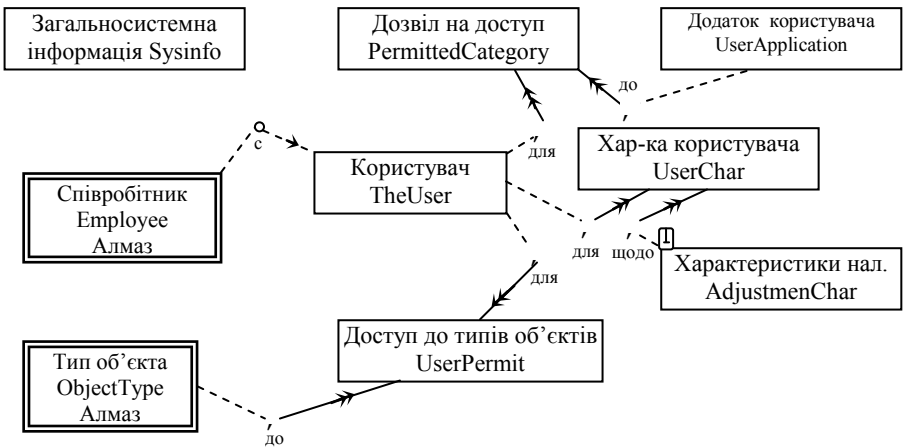 Загальносистемна
інформація Sysinfo
Дозвіл на доступ
PermittedCategory
Додаток користувача
UserApplication
до
с
для
Хар-ка користувача
UserChar
Користувач
TheUser
Співробітник
Employee
Алмаз
для
для
щодо
1
Характеристики нал.
AdjustmenChar
Доступ до типів об’єктів
UserPermit
Тип об’єкта
ObjectType
Алмаз
до